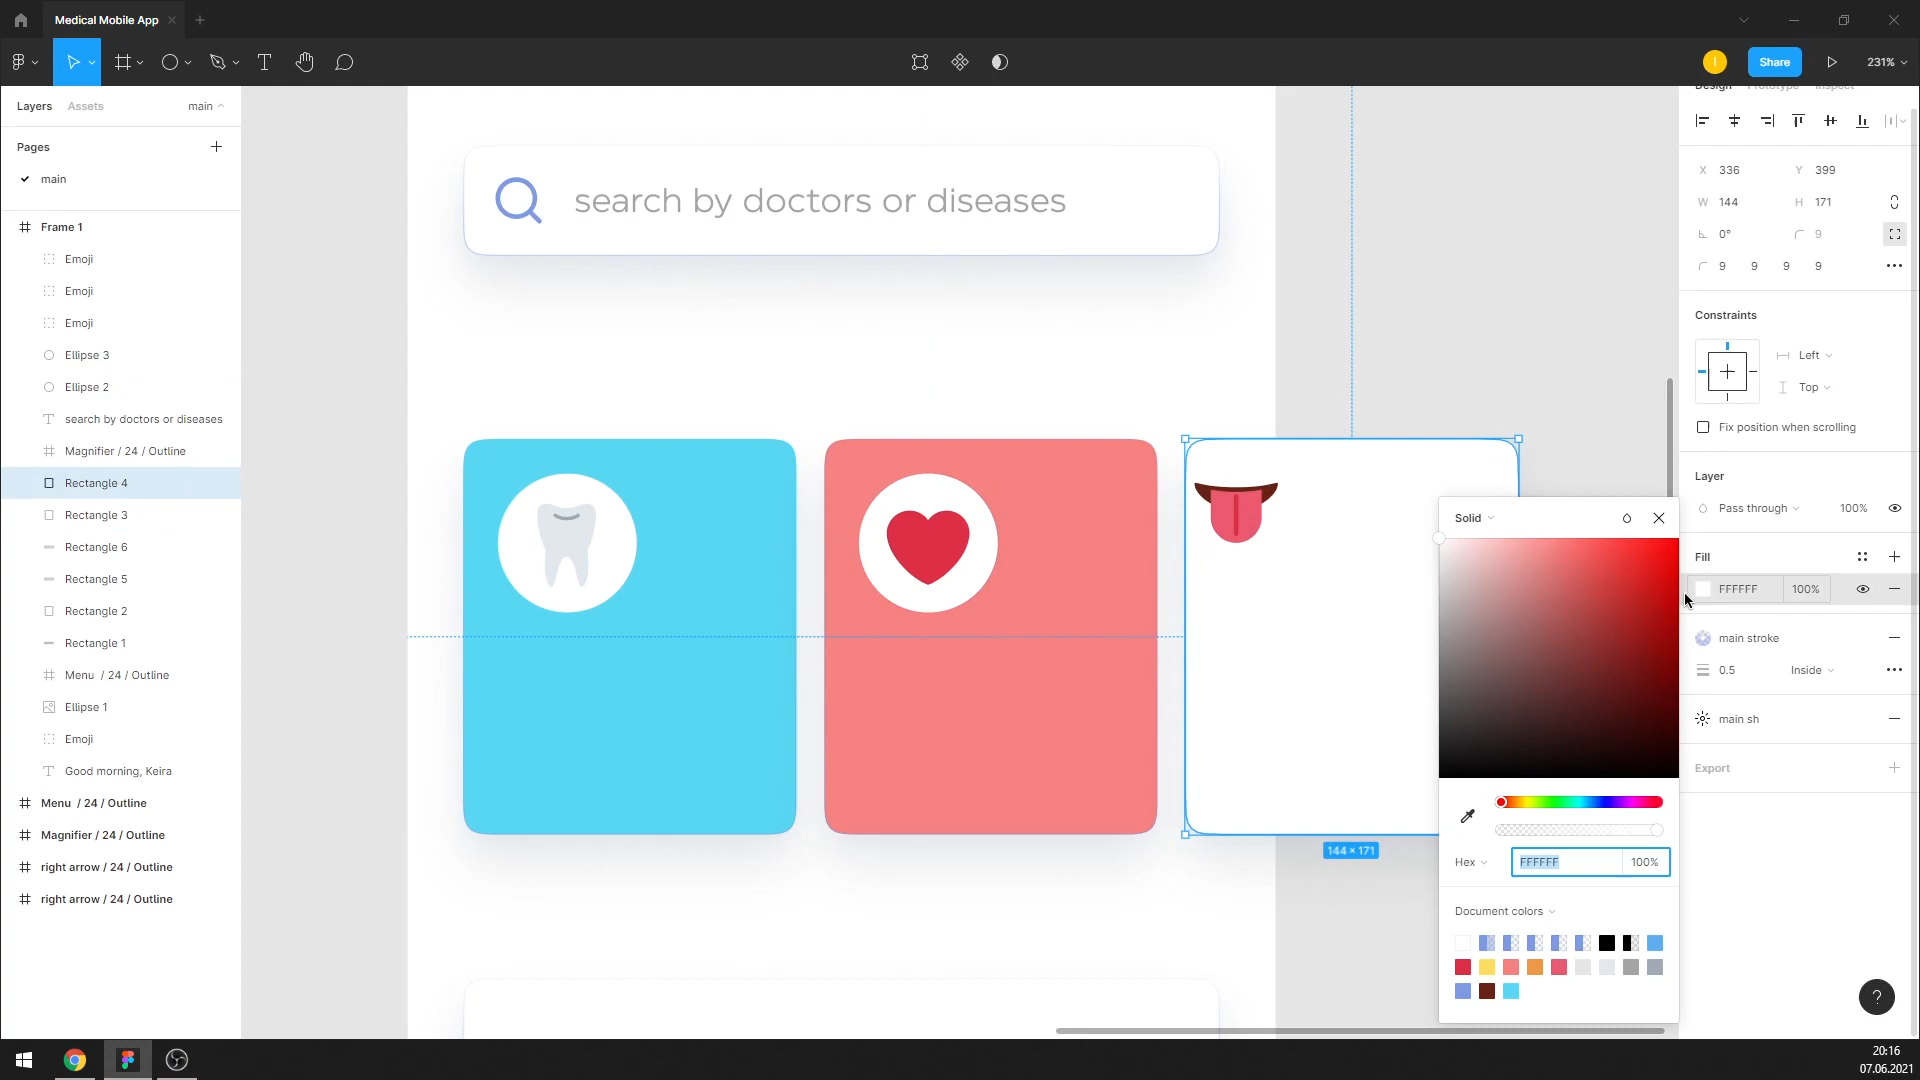 Medical Mobile App
Share
231%
Layers
Assets
main
Pages
main
Frame 1
Emoji
Emoji
Emoji
Ellipse 3
Ellipse 2
search by doctors or diseases
Magnifier / 24 / Outline
Rectangle 4
Rectangle 3
Rectangle 6
Rectangle 5
Rectangle 2
Rectangle 1
Menu / 24 / Outline
Ellipse 1
Emoji
Good morning, Keira
Menu / 24 / Outline
Magnifier / 24 / Outline
right arrow / 24 / Outline
right arrow / 24 / Outline
search by doctors or diseases
144 × 171
Solid
Hex
FFFFFF
100%
Document colors
Design Prototype Inspect
X 336 Y 399
W 144 H 171
0° 9
9 9 9 9
Constraints
Left
Top
Fix position when scrolling
Layer
Pass through 100%
Fill
FFFFFF 100%
main stroke
0.5 Inside
main sh
Export
?
20:16
07.06.2021